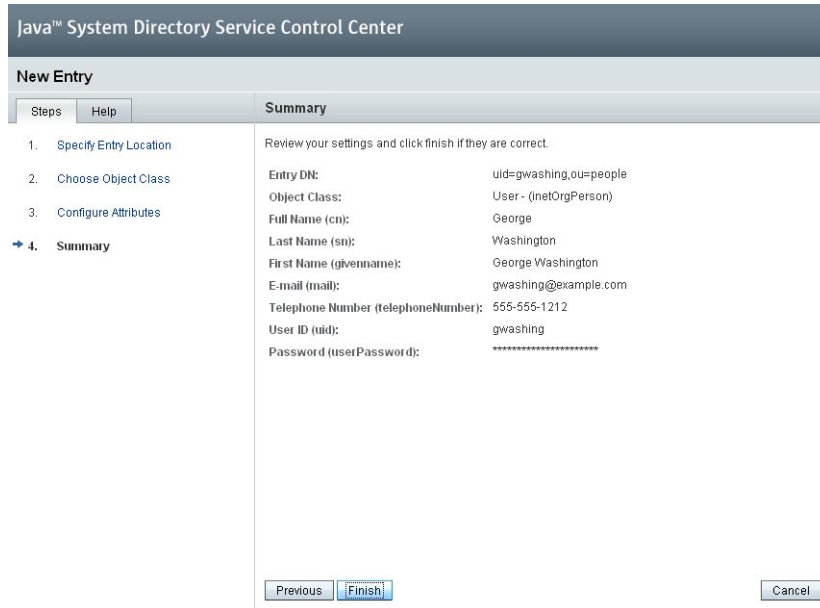 Java™ System Directory Service Control Center
New Entry
Steps Help
1. Specify Entry Location
2. Choose Object Class
3. Configure Attributes
4. Summary
Summary
Review your settings and click finish if they are correct.
Entry DN: uid=gwashing,ou=people
Object Class: User - (inetOrgPerson)
Full Name (cn): George
Last Name (sn): Washington
First Name (givenname): George Washington
E-mail (mail): gwashing@example.com
Telephone Number (telephoneNumber): 555-555-1212
User ID (uid): gwashing
Password (userPassword): **********************
Previous Finish Cancel